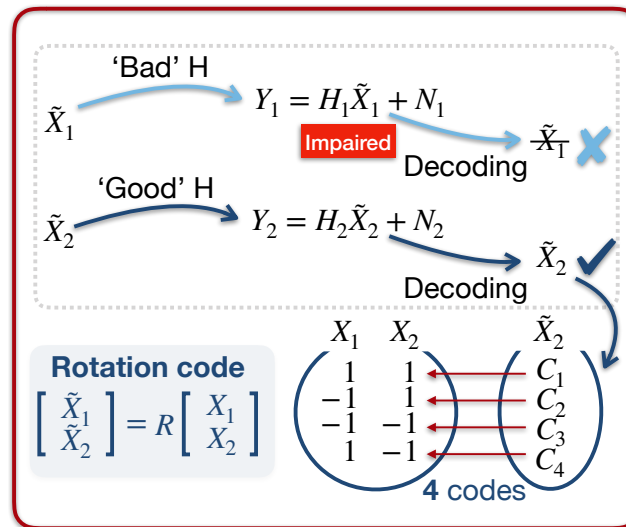 ‘Bad’ H
X̃₁
Y₁ = H₁X̃₁ + N₁
Impaired
Decoding
X̃₁ ✘
‘Good’ H
X̃₂
Y₂ = H₂X̃₂ + N₂
Decoding
X̃₂ ✔
Rotation code
[X̃₁ X̃₂] = R [X₁ X₂]
X₁ X₂ X̃₂
1 1 C₁
−1 1 C₂
−1 −1 C₃
1 −1 C₄
4 codes